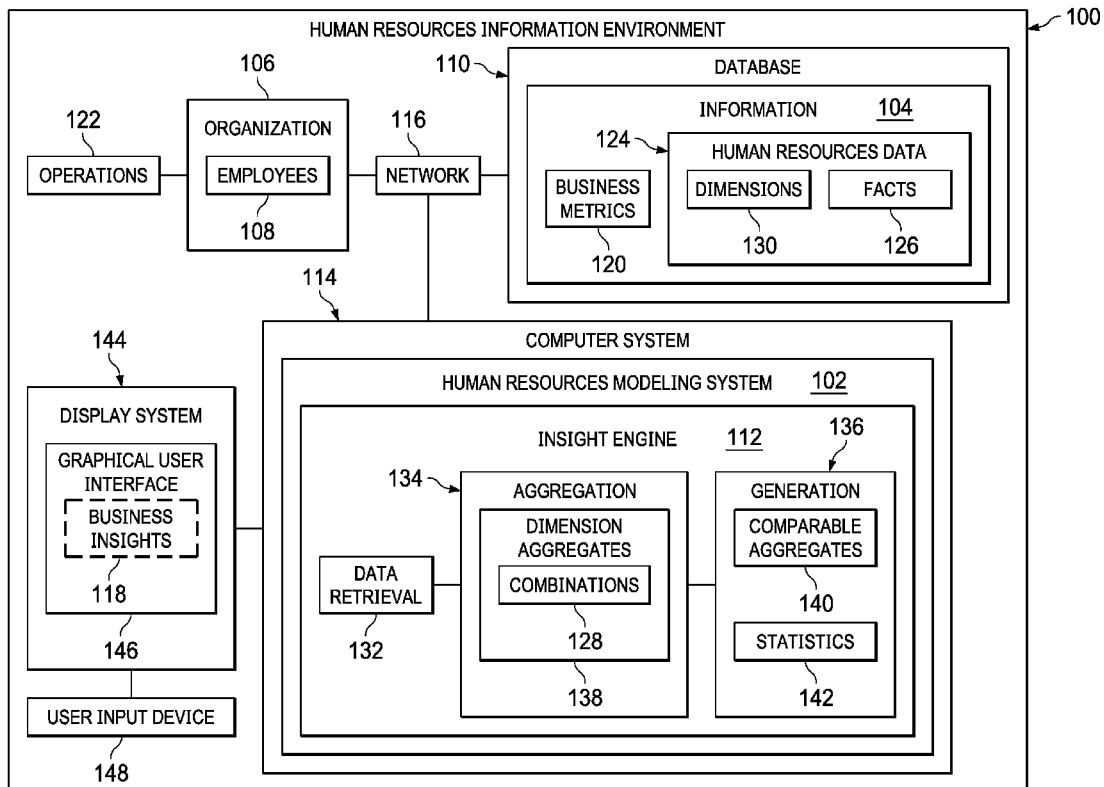 HUMAN RESOURCES INFORMATION ENVIRONMENT
100
106
110
DATABASE
122
ORGANIZATION
116
INFORMATION 104
124
HUMAN RESOURCES DATA
OPERATIONS
EMPLOYEES
NETWORK
BUSINESS
METRICS
DIMENSIONS
FACTS
108
120
130
126
114
COMPUTER SYSTEM
144
HUMAN RESOURCES MODELING SYSTEM 102
DISPLAY SYSTEM
INSIGHT ENGINE 112
136
GRAPHICAL USER
INTERFACE
134
AGGREGATION
GENERATION
BUSINESS
INSIGHTS
DIMENSION
AGGREGATES
COMPARABLE
AGGREGATES
118
DATA
RETRIEVAL
COMBINATIONS
140
146
132
128
STATISTICS
138
142
USER INPUT DEVICE
148